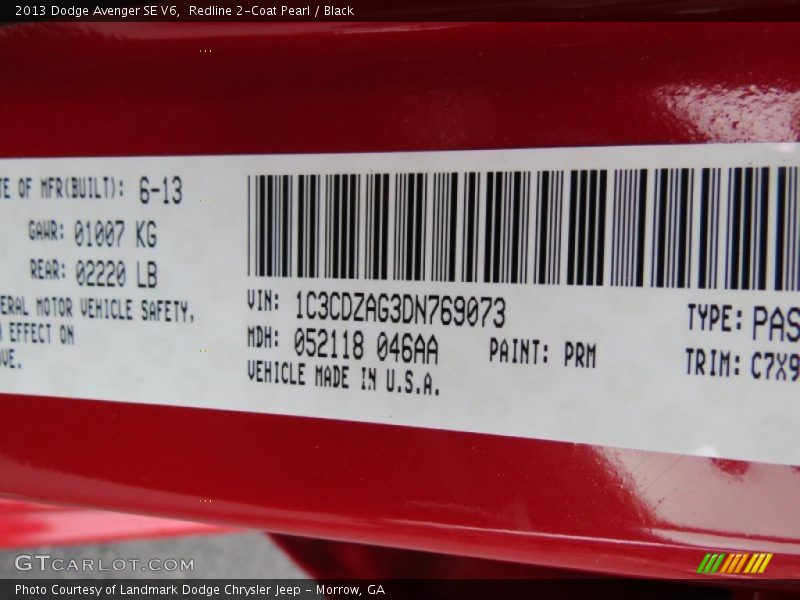 2013 Dodge Avenger SE V6,  Redline 2-Coat Pearl / Black
TE OF MFR(BUILT): 6-13
GAWR: 01007 KG
REAR: 02220 LB
ERAL MOTOR VEHICLE SAFETY,
EFFECT ON
VE.
VIN: 1C3CDZAG3DN769073
MDH: 052118 046AA
PAINT: PRM
VEHICLE MADE IN U.S.A.
TYPE: PAS
TRIM: C7X9
GTCARLOT.COM
Photo Courtesy of Landmark Dodge Chrysler Jeep - Morrow, GA